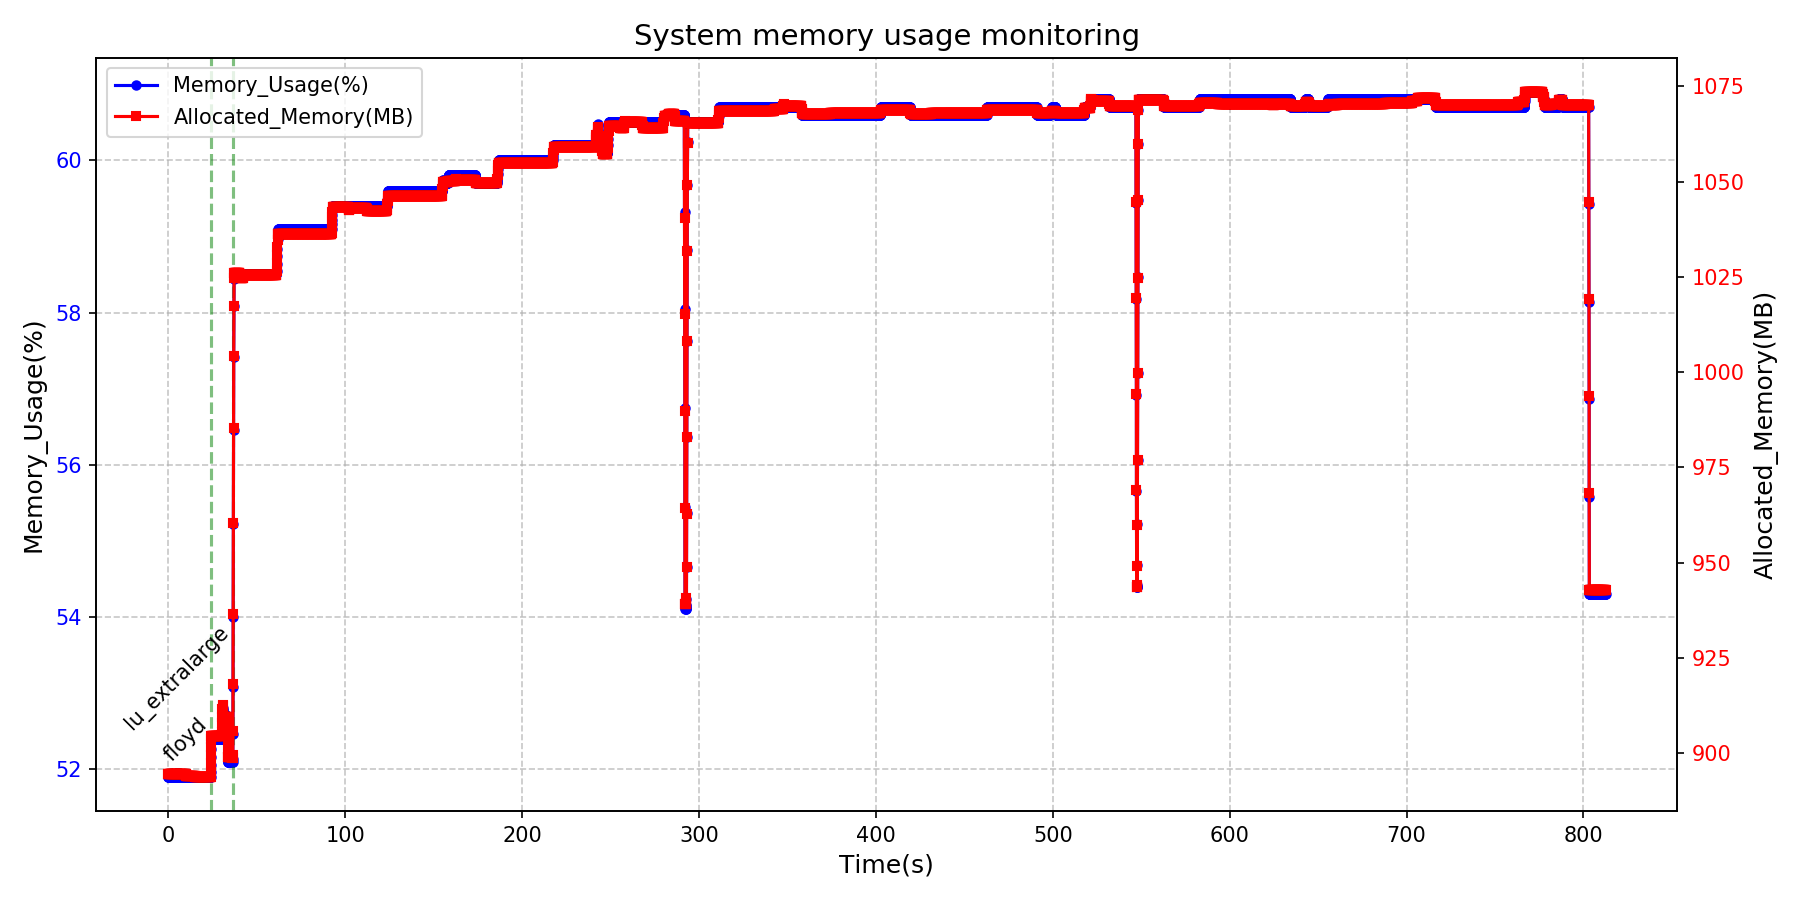 System memory usage monitoring
Memory_Usage(%)
Allocated_Memory(MB)
Memory_Usage(%)
60
58
56
54
52
1075
1050
1025
1000
975
950
925
900
Allocated_Memory(MB)
lu_extralarge
floyd
0 100 200 300 400 500 600 700 800
Time(s)